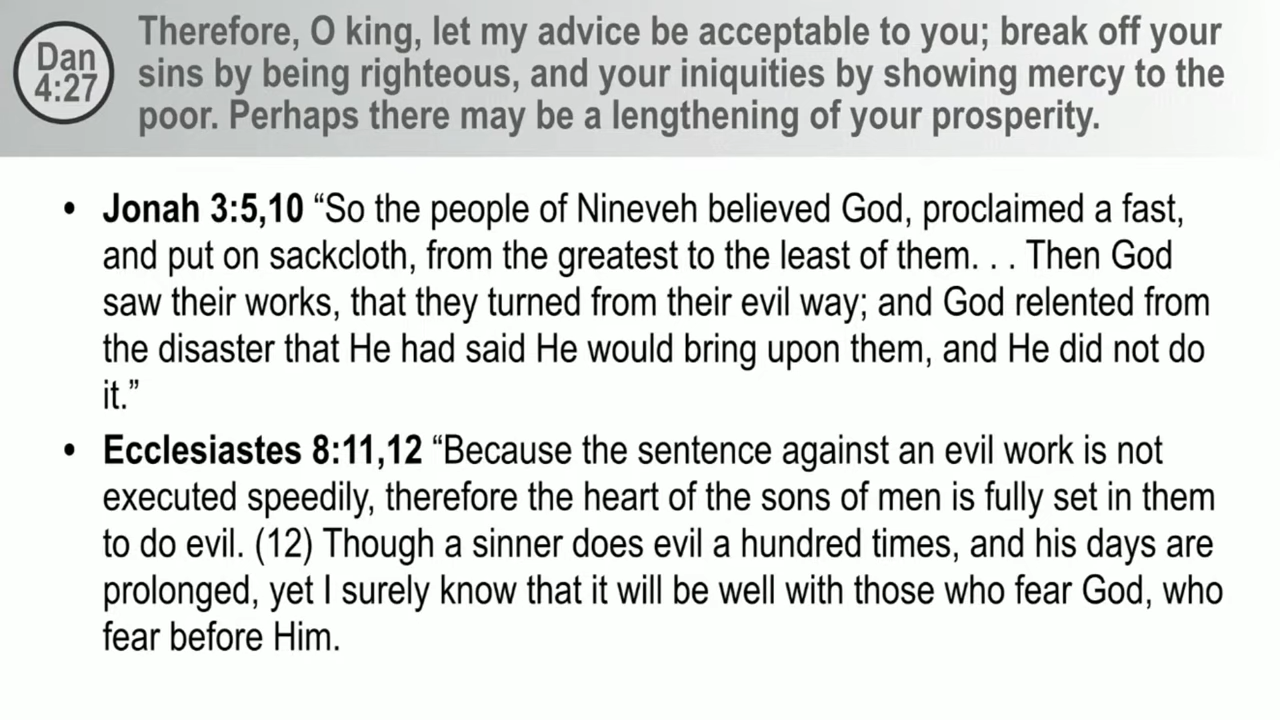 Dan
4:27
Therefore, O king, let my advice be acceptable to you; break off your
sins by being righteous, and your iniquities by showing mercy to the
poor. Perhaps there may be a lengthening of your prosperity.
• Jonah 3:5,10 “So the people of Nineveh believed God, proclaimed a fast,
and put on sackcloth, from the greatest to the least of them. . . Then God
saw their works, that they turned from their evil way; and God relented from
the disaster that He had said He would bring upon them, and He did not do
it.”
• Ecclesiastes 8:11,12 “Because the sentence against an evil work is not
executed speedily, therefore the heart of the sons of men is fully set in them
to do evil. (12) Though a sinner does evil a hundred times, and his days are
prolonged, yet I surely know that it will be well with those who fear God, who
fear before Him.